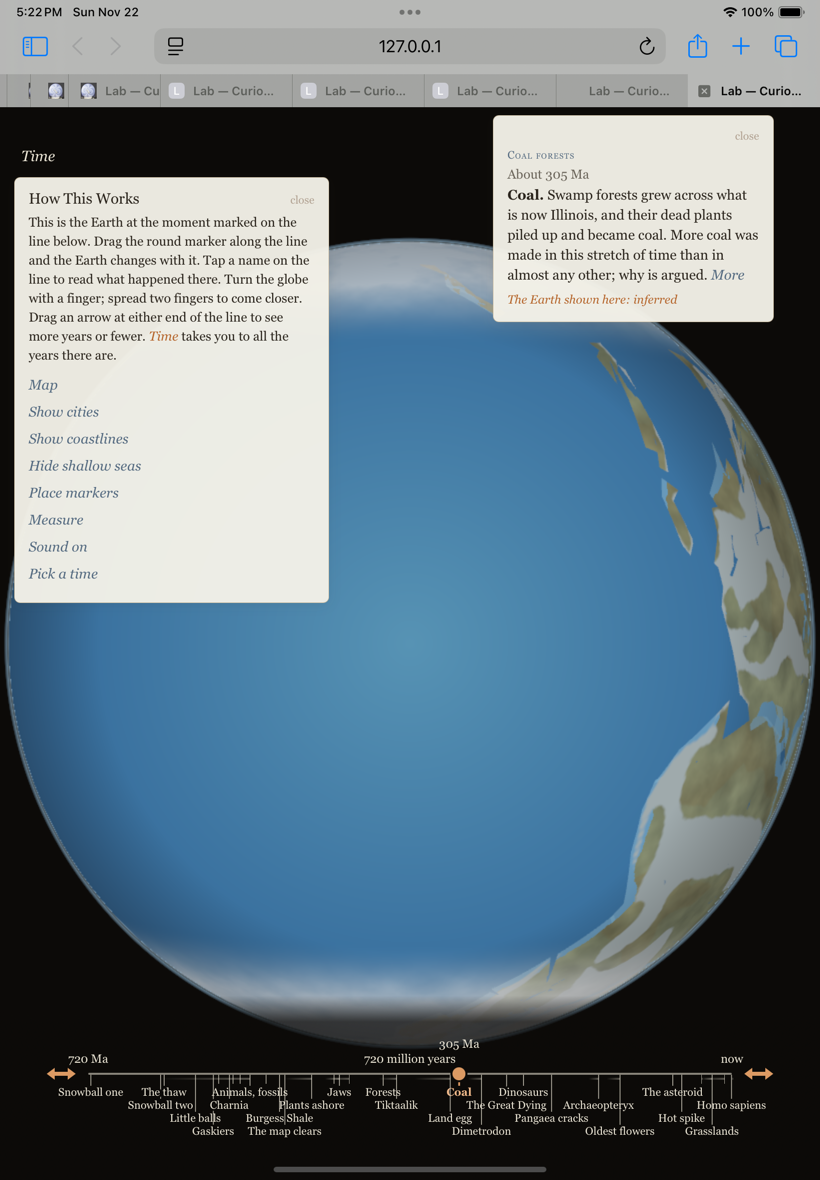 5:22 PM Sun Nov 22
100%
127.0.0.1
Lab — Cu
L Lab — Curio...
L Lab — Curio...
L Lab — Curio...
Lab — Curio...
Lab — Curio...
Time
How This Works
close
This is the Earth at the moment marked on the
line below. Drag the round marker along the line
and the Earth changes with it. Tap a name on the
line to read what happened there. Turn the globe
with a finger; spread two fingers to come closer.
Drag an arrow at either end of the line to see
more years or fewer. Time takes you to all the
years there are.
Map
Show cities
Show coastlines
Hide shallow seas
Place markers
Measure
Sound on
Pick a time
close
Coal forests
About 305 Ma
Coal. Swamp forests grew across what
is now Illinois, and their dead plants
piled up and became coal. More coal was
made in this stretch of time than in
almost any other; why is argued. More
The Earth shown here: inferred
305 Ma
720 Ma 720 million years now
Snowball one The thaw Animals, fossils Jaws Forests Coal Dinosaurs The asteroid
Snowball two Charnia Plants ashore Tiktaalik The Great Dying Archaeopteryx Homo sapiens
Little balls Burgess Shale Land egg Pangaea cracks Hot spike
Gaskiers The map clears Dimetrodon Oldest flowers Grasslands